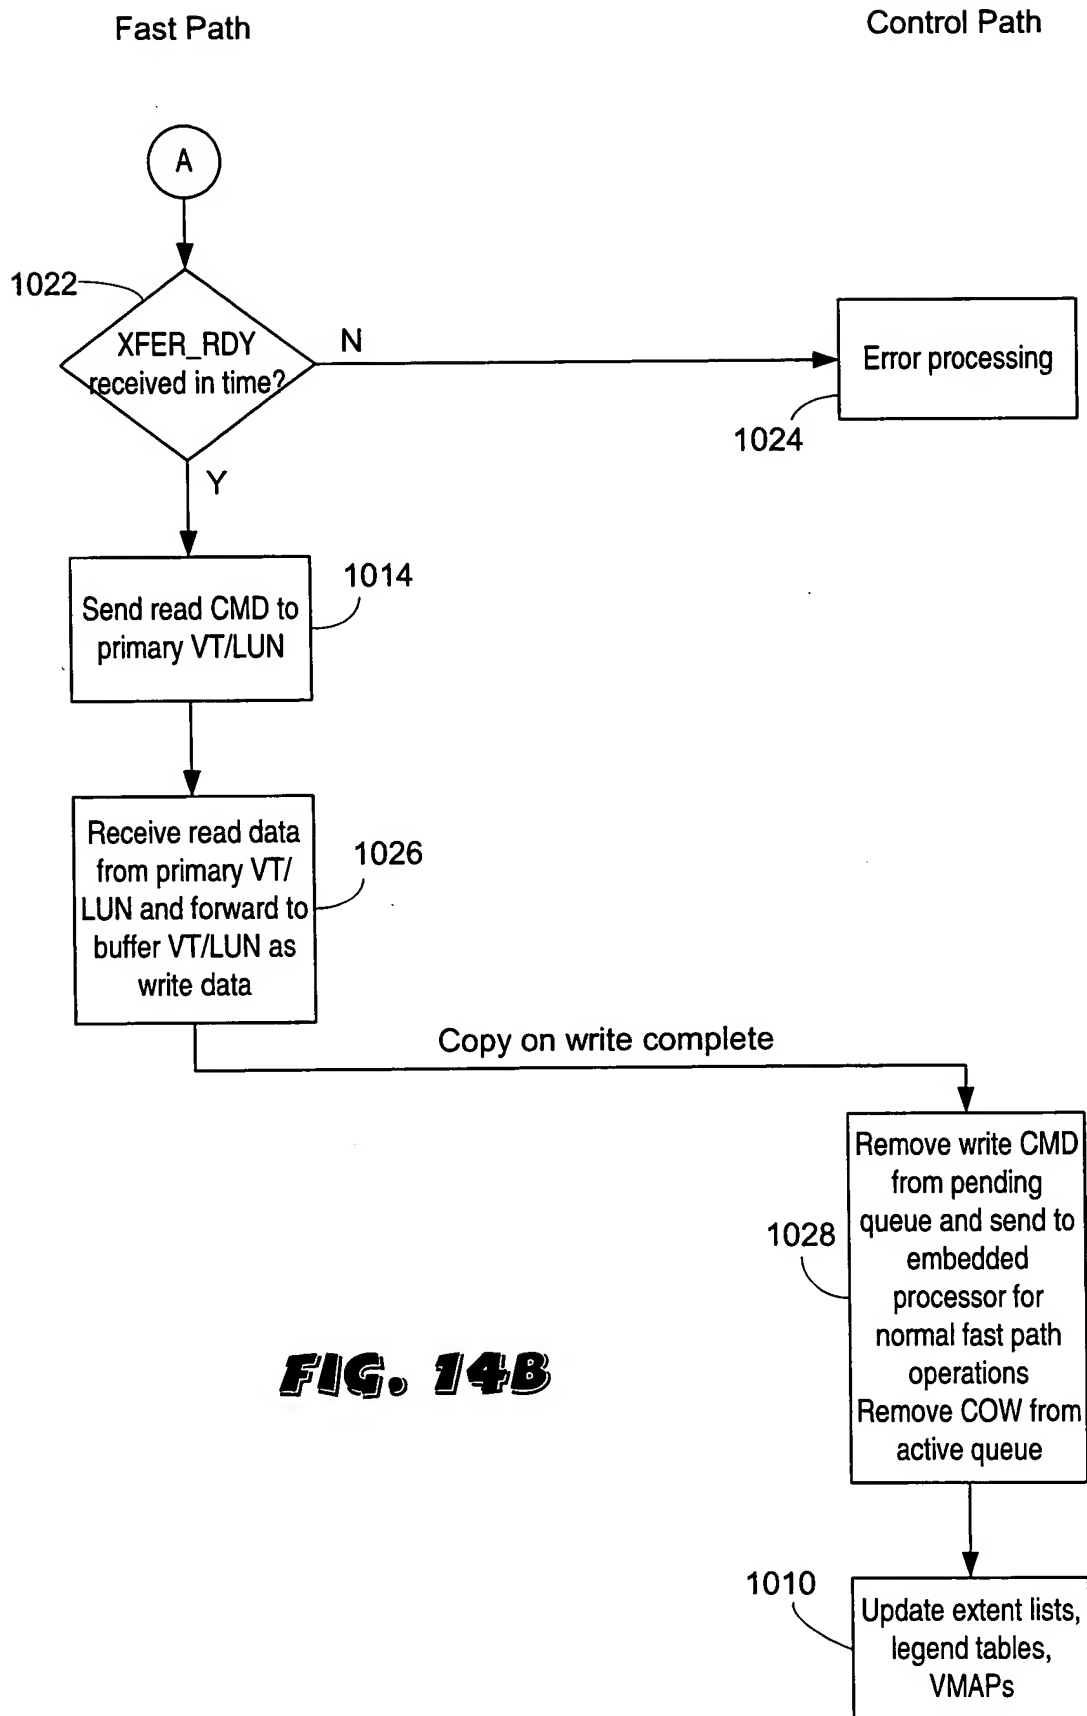 Fast Path
Control Path
A
1022
XFER_RDY
received in time?
N
Error processing
1024
Y
1014
Send read CMD to
primary VT/LUN
Receive read data
from primary VT/
LUN and forward to
buffer VT/LUN as
write data
1026
Copy on write complete
Remove write CMD
from pending
queue and send to
embedded
processor for
normal fast path
operations
Remove COW from
active queue
1028
FIG. 14B
1010
Update extent lists,
legend tables,
VMAPs